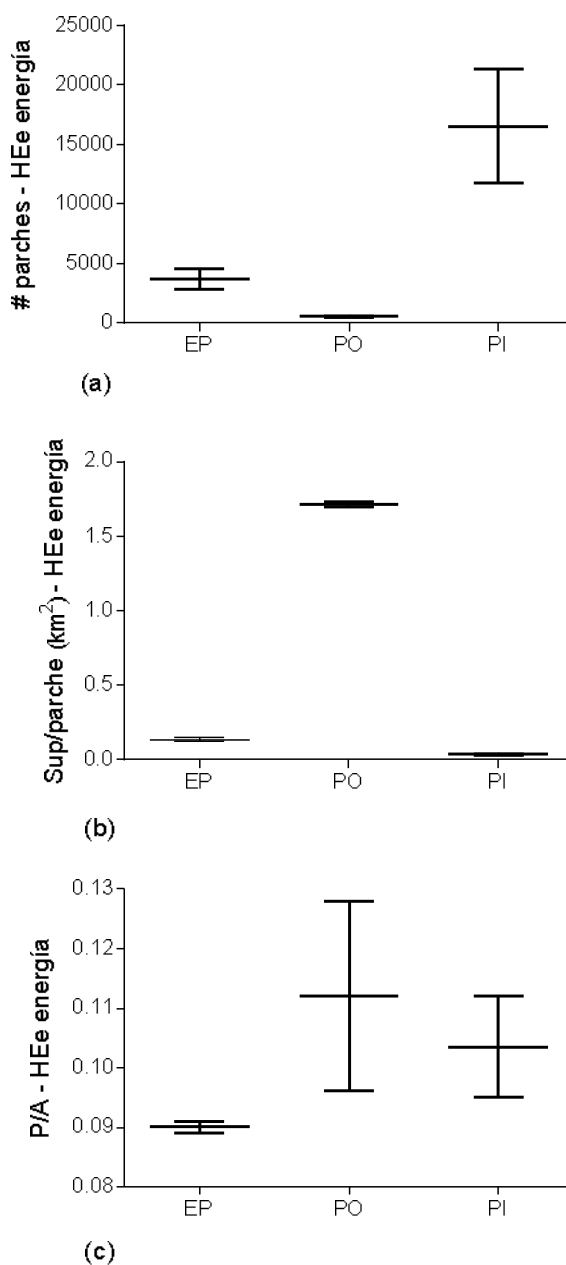 # parches - HEe energía
25000
20000
15000
10000
5000
0
EP PO PI
(a)
Sup/parche (km²) - HEe energía
2.0
1.5
1.0
0.5
0.0
EP PO PI
(b)
P/A - HEe energía
0.13
0.12
0.11
0.10
0.09
0.08
EP PO PI
(c)